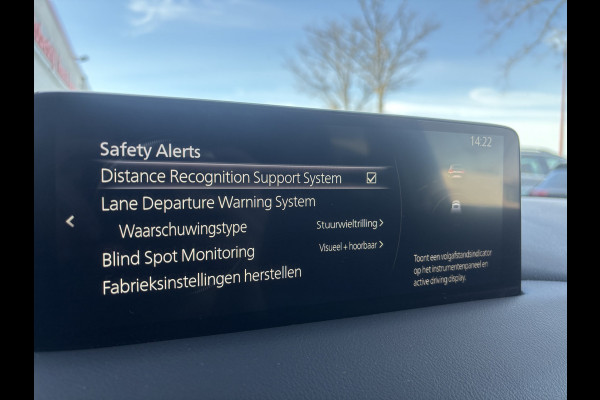 14:22
Safety Alerts
Distance Recognition Support System
Lane Departure Warning System
Waarschuwingstype Stuurwieltrilling >
Blind Spot Monitoring Visueel + hoorbaar >
Fabrieksinstellingen herstellen
<
Toont een volgafstandsindicator
op het instrumentenpaneel en
active driving display.